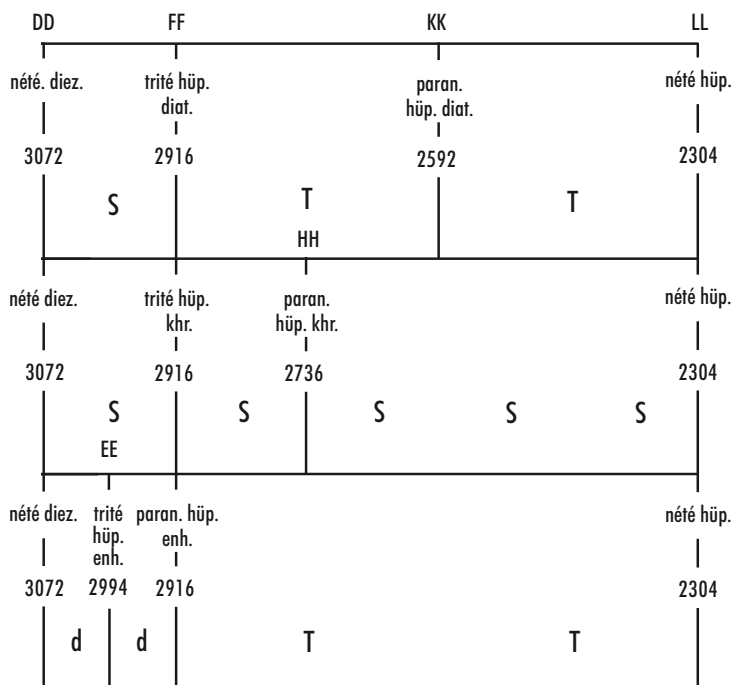 DD FF KK LL
nété. diez. trité hüp. diat. paran. hüp. diat. nété hüp.
3072 2916 2592 2304
S T T
HH
nété diez. trité hüp. khr. paran. hüp. khr. nété hüp.
3072 2916 2736 2304
S S S S S
EE
nété diez. trité hüp. enh. paran. hüp. enh. nété hüp.
3072 2994 2916 2304
d d T T